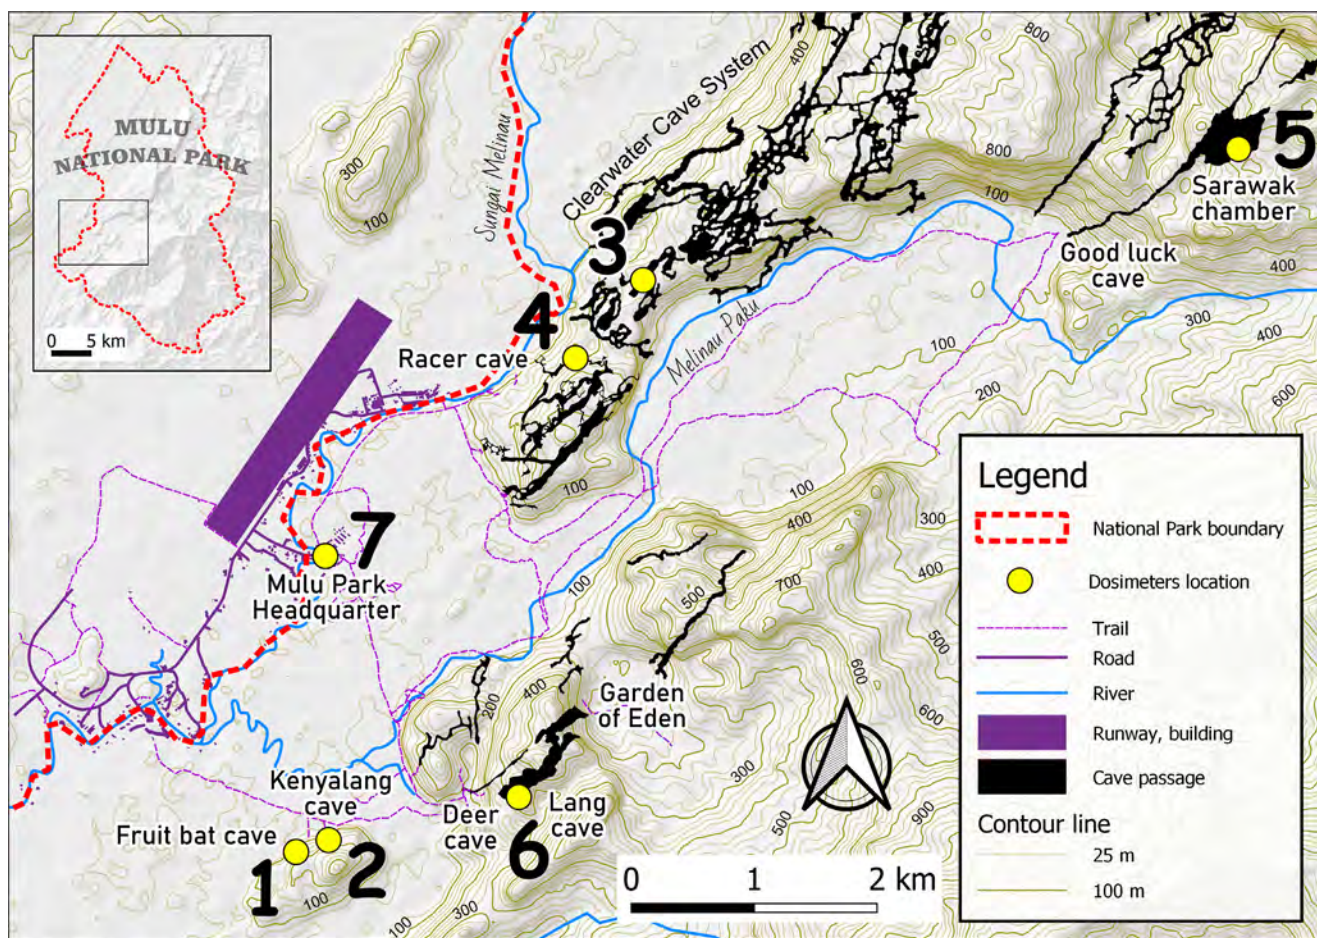 MULU
NATIONAL PARK
0 5 km
Sungai Melinau
Clearwater Cave System
400
800
300
100
800
100
5
Sarawak
chamber
Good luck
cave
400
300
400
3
4
Racer cave
Melinau Paku
100
200
600
100
100
400
300
400
7
Mulu Park
Headquarter
100
500
700
500
600
600
Garden
of Eden
400
200
300
500
900
Kenyalang
cave
Fruit bat cave
Deer
cave
Lang
cave
1
2
6
100
300
0 1 2 km
Legend
National Park boundary
Dosimeters location
Trail
Road
River
Runway, building
Cave passage
Contour line
25 m
100 m